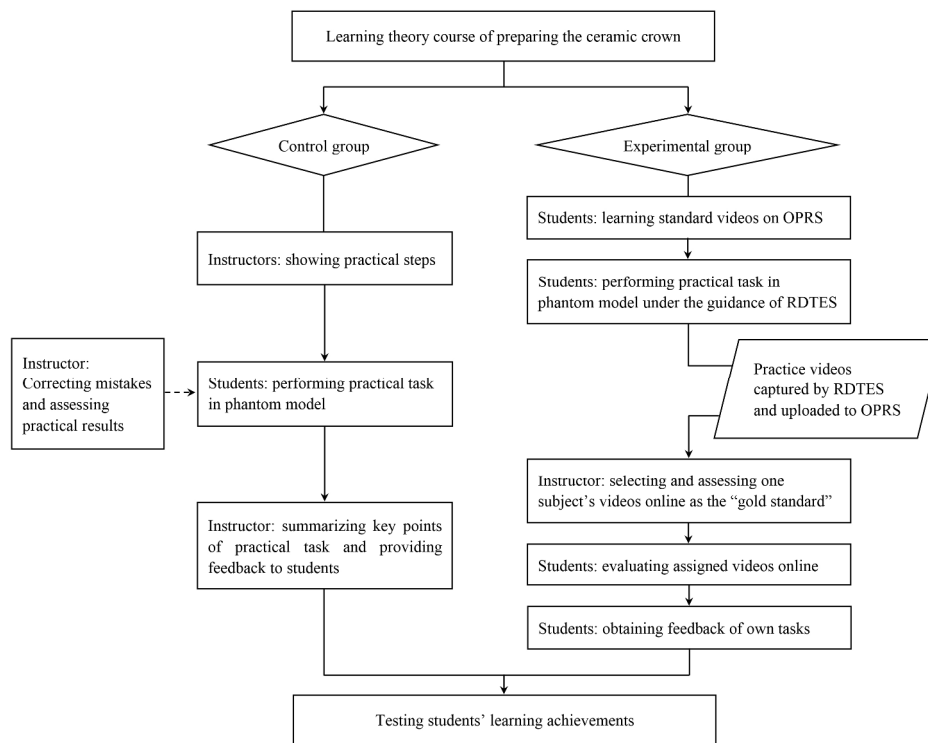 Learning theory course of preparing the ceramic crown
Control group
Experimental group
Students: learning standard videos on OPRS
Instructors: showing practical steps
Students: performing practical task in
phantom model under the guidance of RDTES
Instructor:
Correcting mistakes
and assessing
practical results
Students: performing practical task
in phantom model
Practice videos
captured by RDTES
and uploaded to OPRS
Instructor: selecting and assessing one
subject’s videos online as the “gold standard”
Instructor: summarizing key points
of practical task and providing
feedback to students
Students: evaluating assigned videos online
Students: obtaining feedback of own tasks
Testing students’ learning achievements